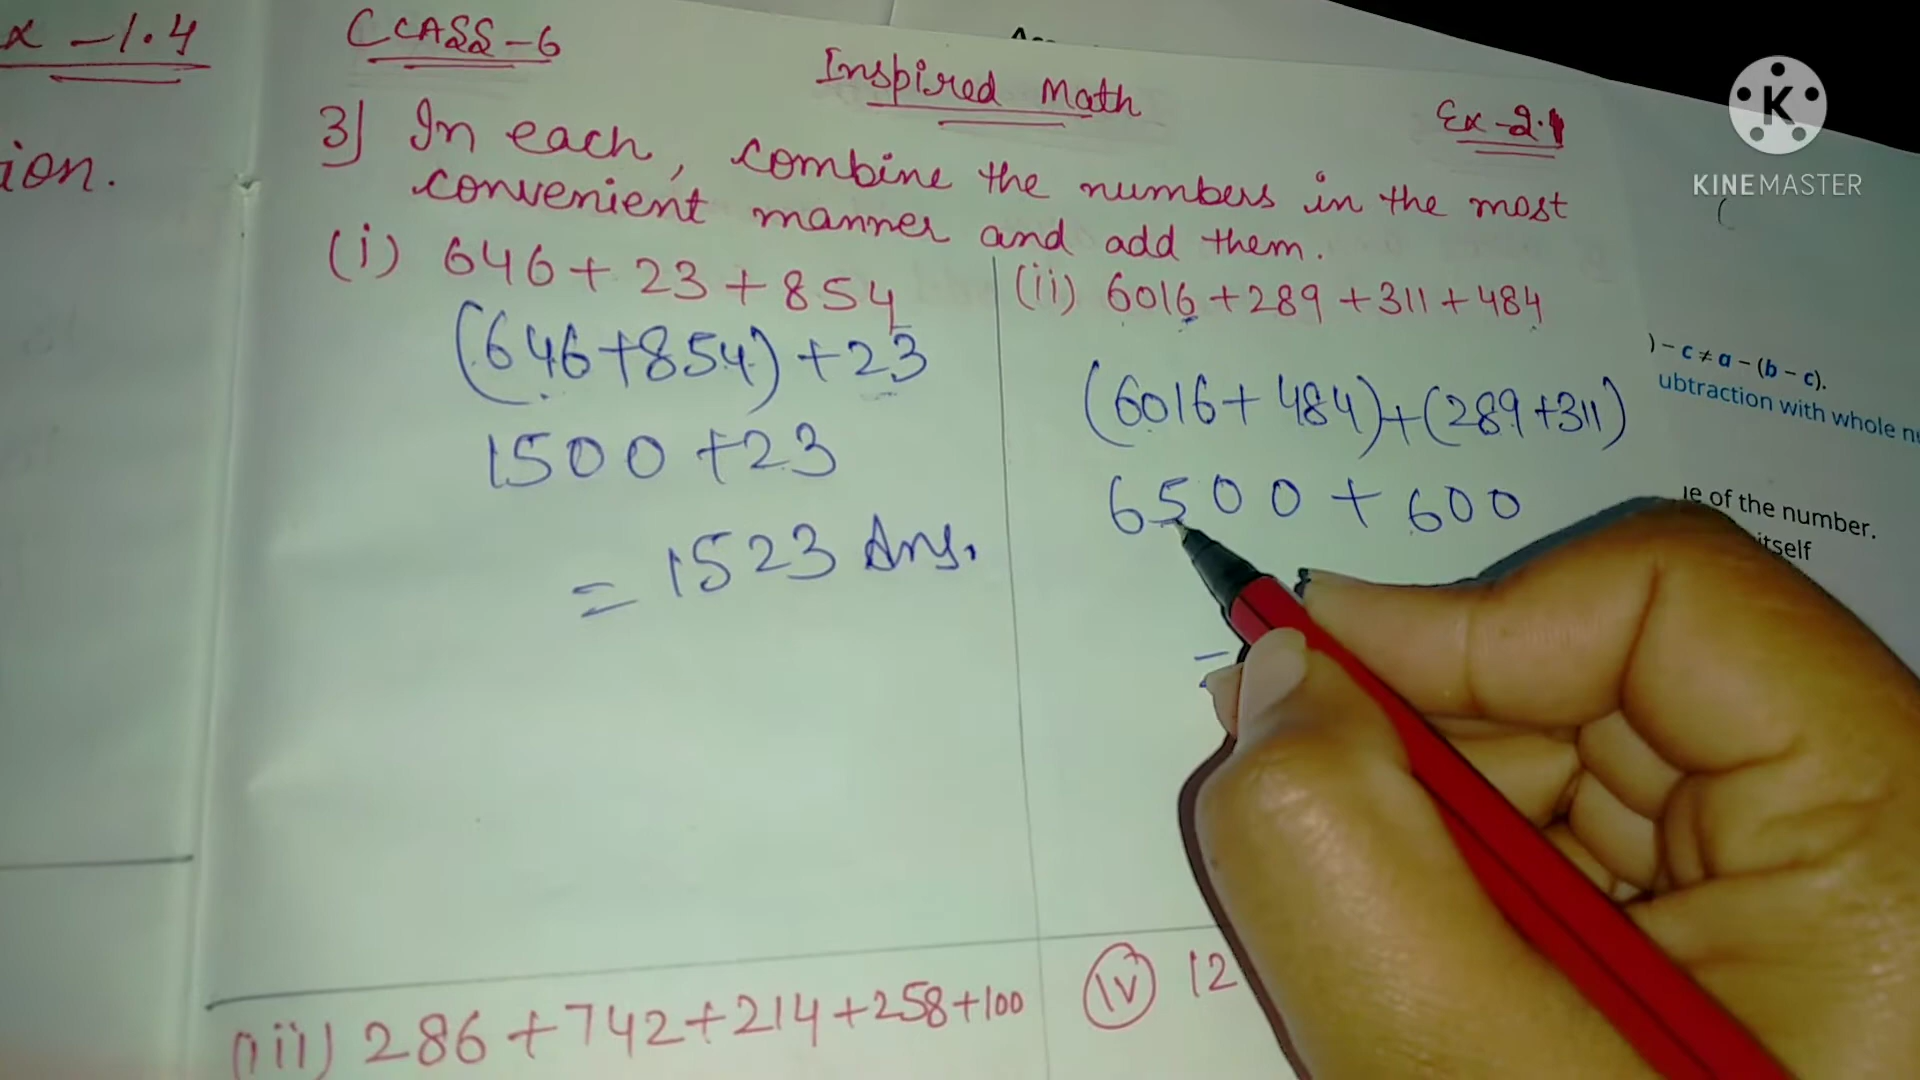 x - 1.4
ion.
CLASS-6
Inspired Math
Ex-2.1
3) In each, combine the numbers in the most
convenient manner and add them.
(i) 646 + 23 + 854
(646+854) + 23
1500 + 23
= 1523 Ans.
(ii) 6016 + 289 + 311 + 484
(6016 + 484) + (289 + 311)
6500 + 600
=
(iii) 286 + 742 + 214 + 258 + 100
(iv) 12
KINEMASTER
) – c ≠ a – (b – c).
ubtraction with whole
e of the number.
itself